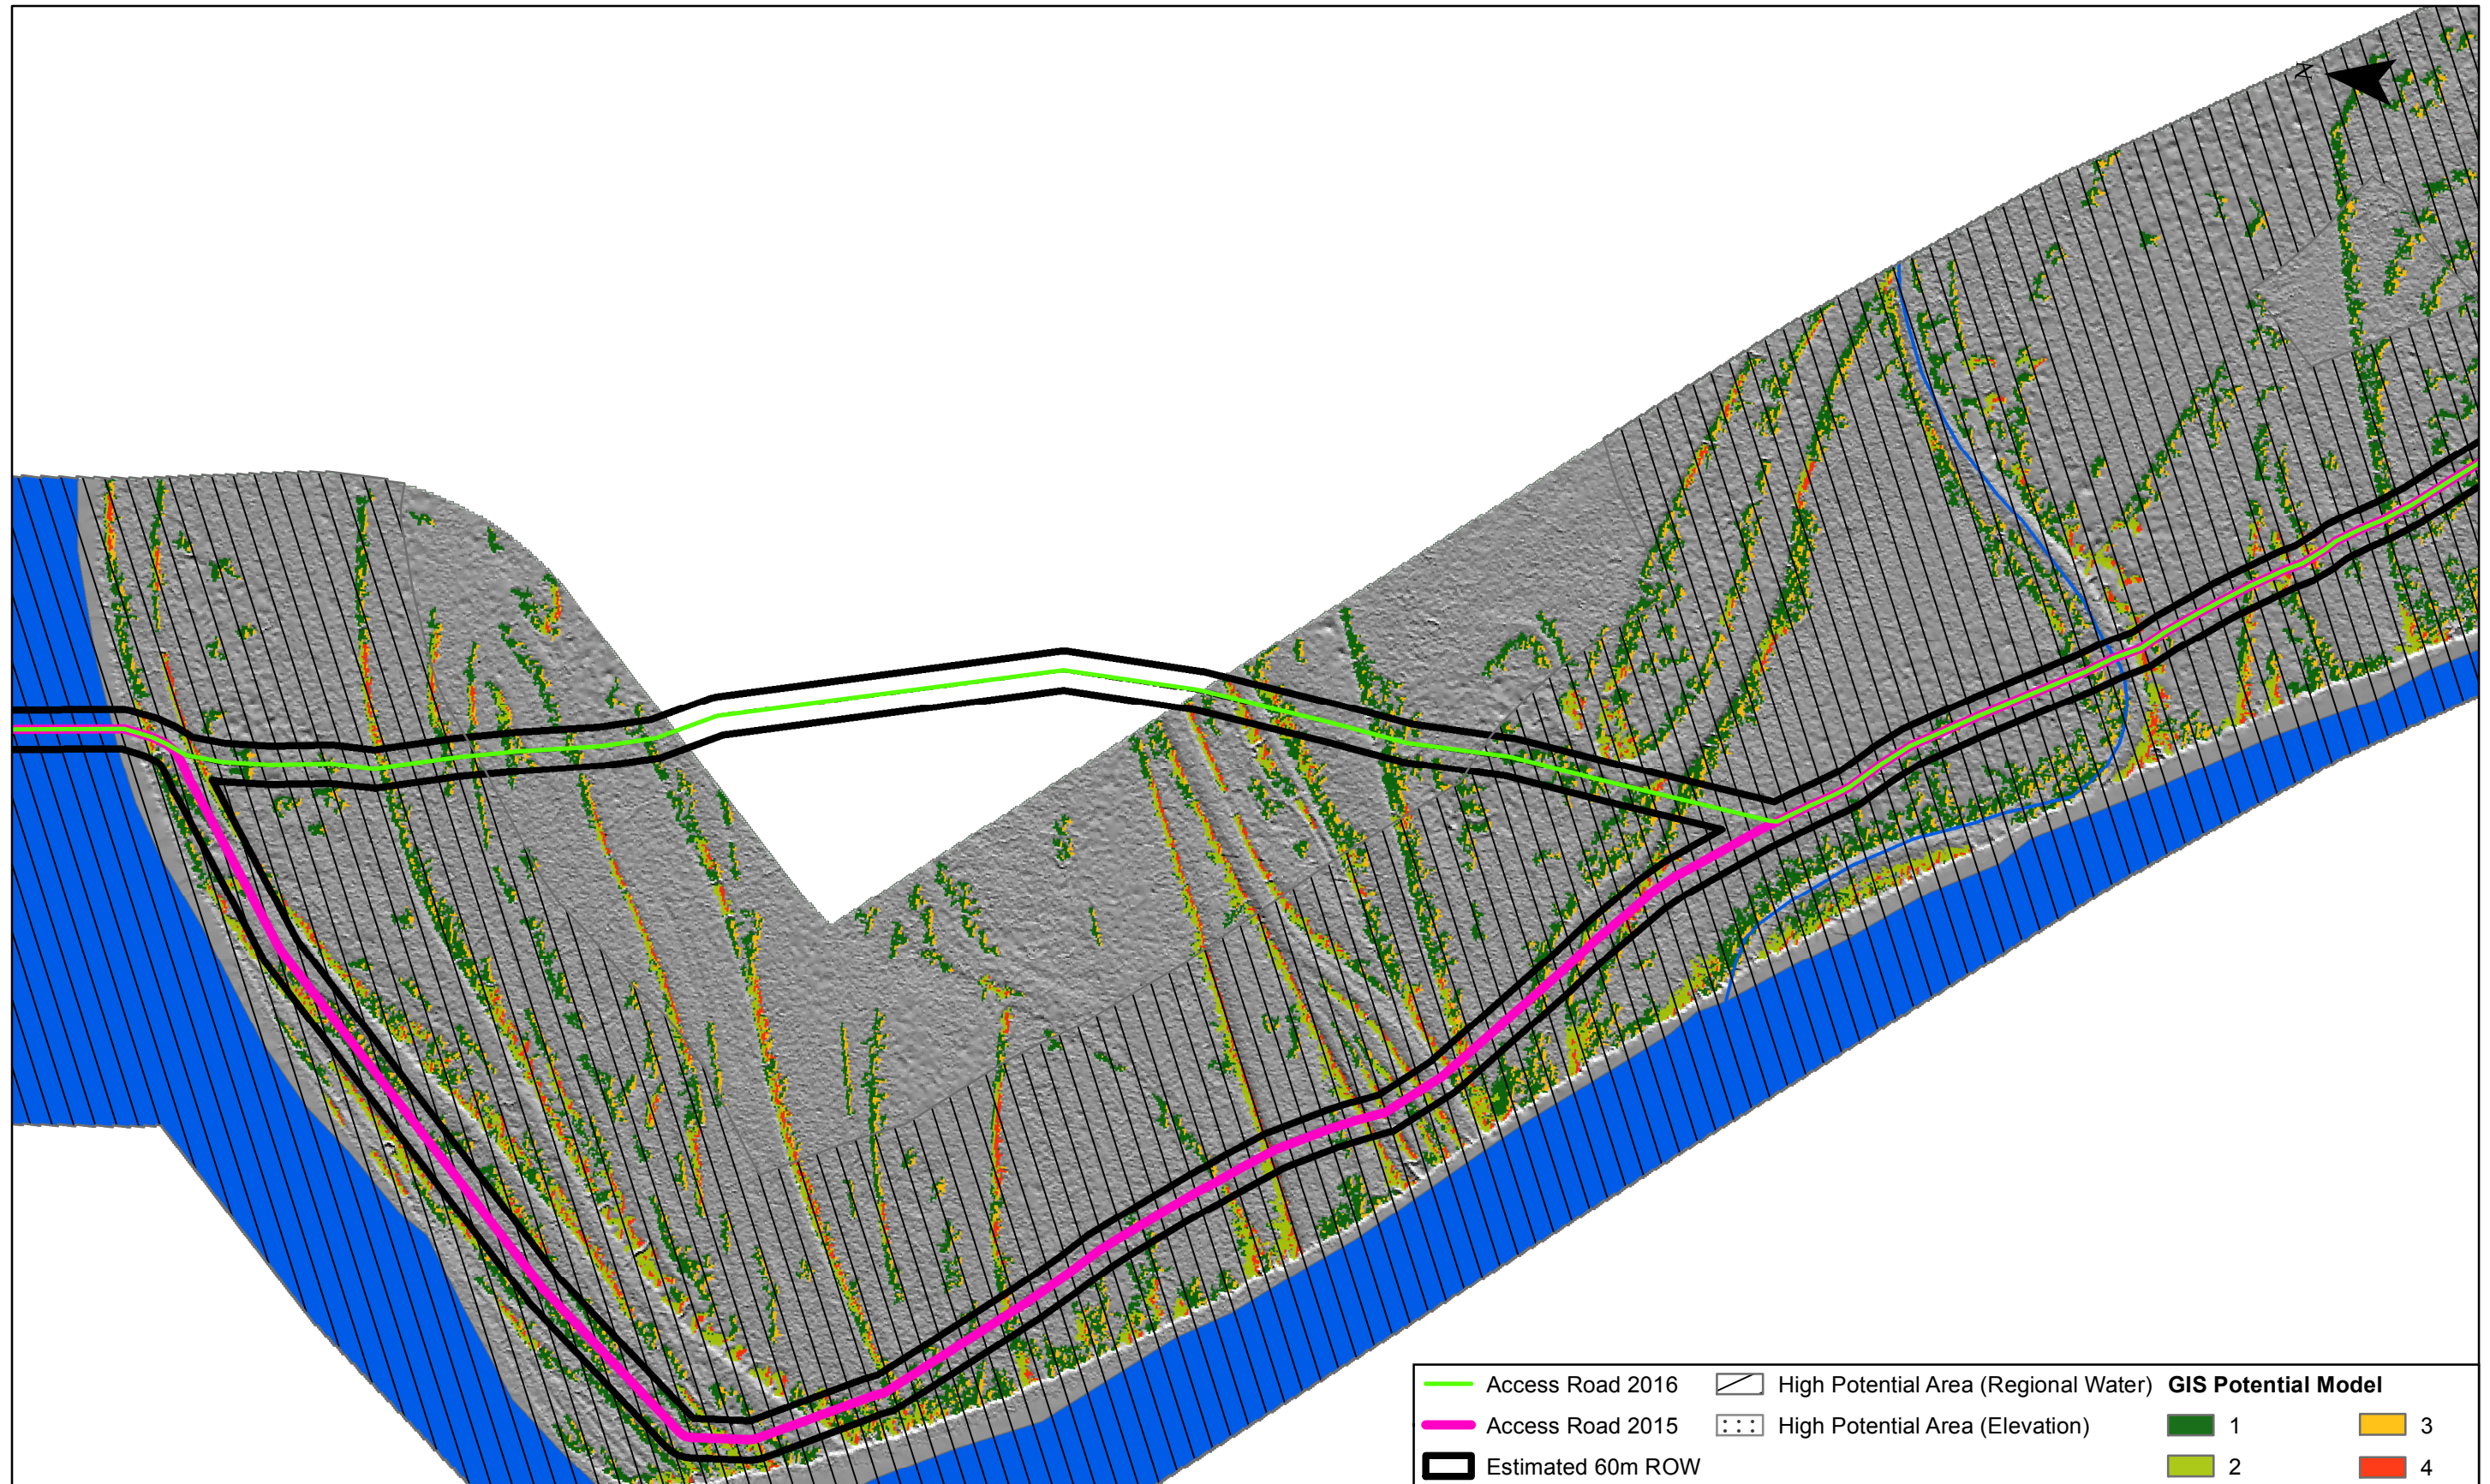 N
Access Road 2016
High Potential Area (Regional Water)
GIS Potential Model
Access Road 2015
High Potential Area (Elevation)
1
3
Estimated 60m ROW
2
4